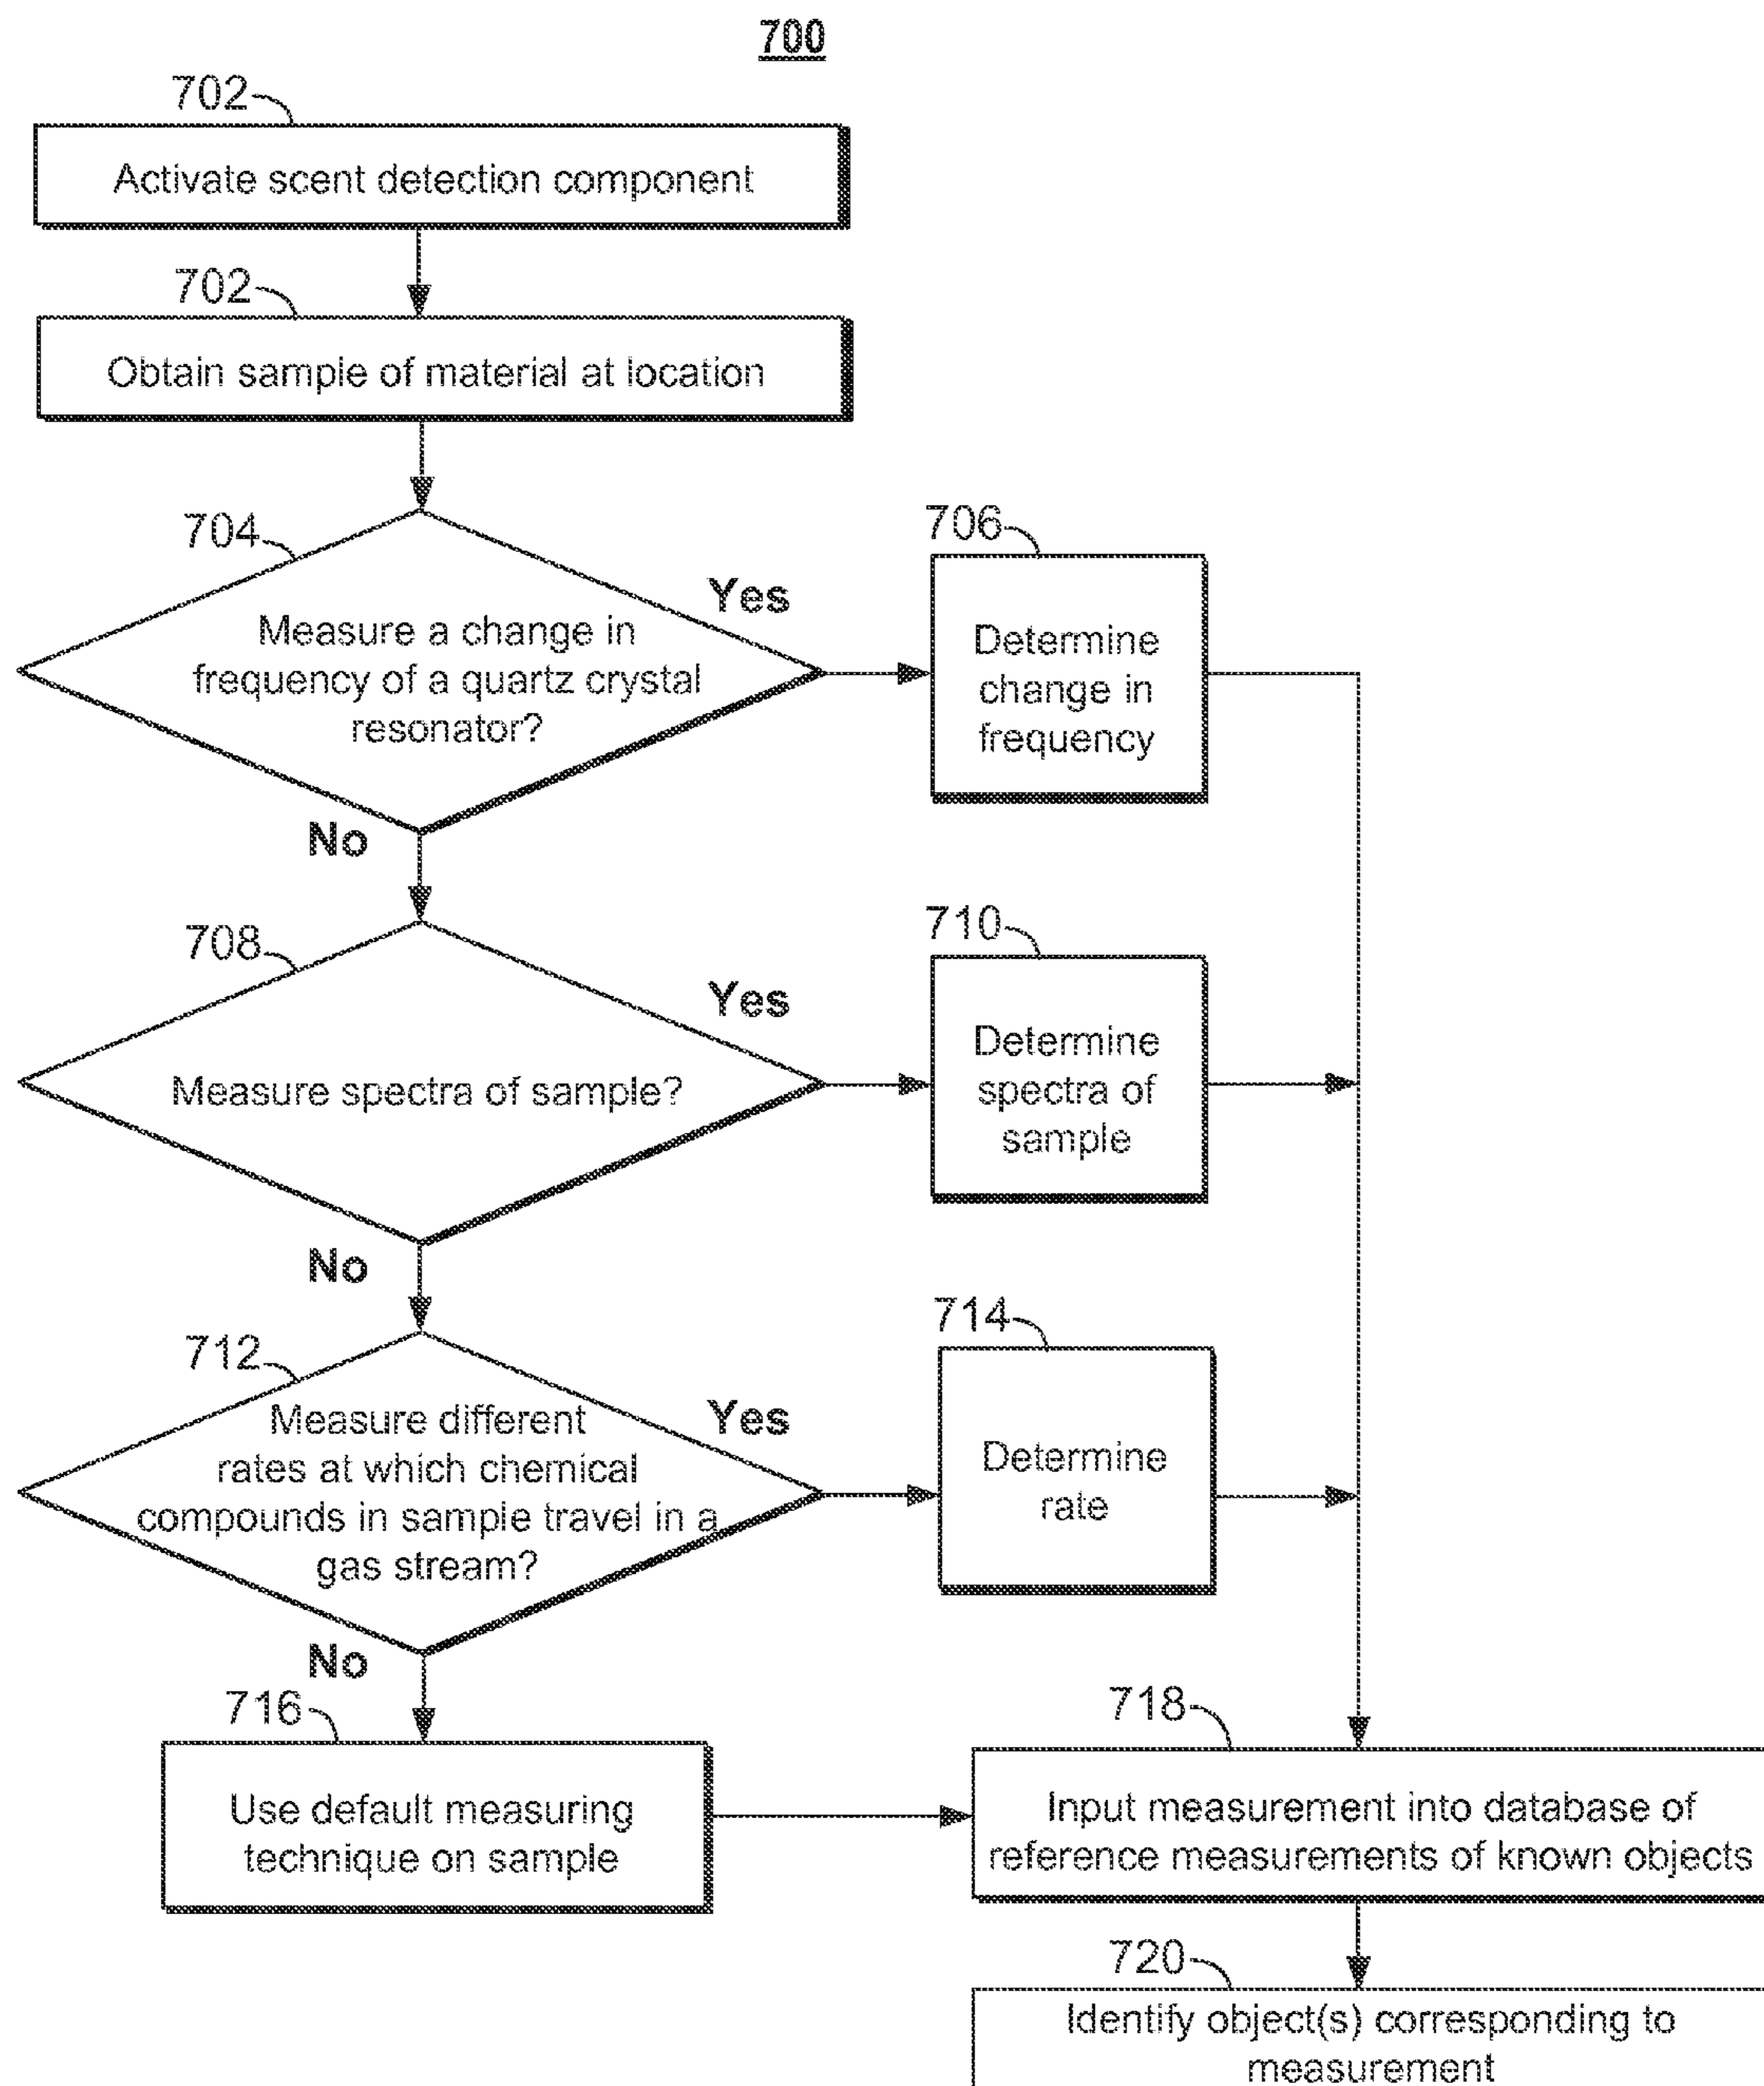 700
702
Activate scent detection component
702
Obtain sample of material at location
704
Measure a change in
frequency of a quartz crystal
resonator?
Yes
706
Determine
change in
frequency
No
708
Measure spectra of sample?
Yes
710
Determine
spectra of
sample
No
712
Measure different
rates at which chemical
compounds in sample travel in a
gas stream?
Yes
714
Determine
rate
No
716
Use default measuring
technique on sample
718
Input measurement into database of
reference measurements of known objects
720
Identify object(s) corresponding to
measurement